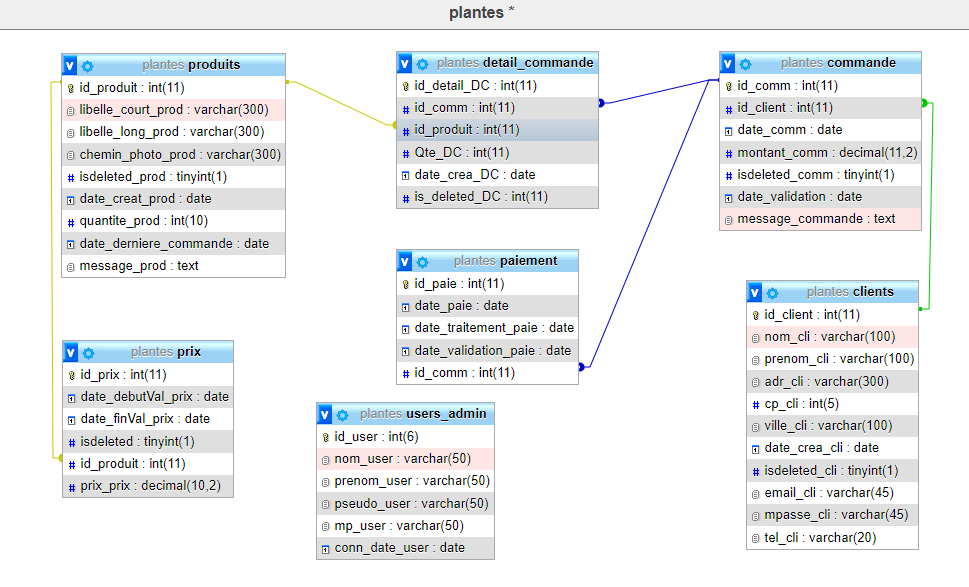 plantes *
plantes produits
id_produit : int(11)
libelle_court_prod : varchar(300)
libelle_long_prod : varchar(300)
chemin_photo_prod : varchar(300)
isdeleted_prod : tinyint(1)
date_creat_prod : date
quantite_prod : int(10)
date_derniere_commande : date
message_prod : text
plantes detail_commande
id_detail_DC : int(11)
id_comm : int(11)
id_produit : int(11)
Qte_DC : int(11)
date_crea_DC : date
is_deleted_DC : int(11)
plantes commande
id_comm : int(11)
id_client : int(11)
date_comm : date
montant_comm : decimal(11,2)
isdeleted_comm : tinyint(1)
date_validation : date
message_commande : text
plantes paiement
id_paie : int(11)
date_paie : date
date_traitement_paie : date
date_validation_paie : date
id_comm : int(11)
plantes clients
id_client : int(11)
nom_cli : varchar(100)
prenom_cli : varchar(100)
adr_cli : varchar(300)
cp_cli : int(5)
ville_cli : varchar(100)
date_crea_cli : date
isdeleted_cli : tinyint(1)
email_cli : varchar(45)
mpasse_cli : varchar(45)
tel_cli : varchar(20)
plantes prix
id_prix : int(11)
date_debutVal_prix : date
date_finVal_prix : date
isdeleted : tinyint(1)
id_produit : int(11)
prix_prix : decimal(10,2)
plantes users_admin
id_user : int(6)
nom_user : varchar(50)
prenom_user : varchar(50)
pseudo_user : varchar(50)
mp_user : varchar(50)
conn_date_user : date